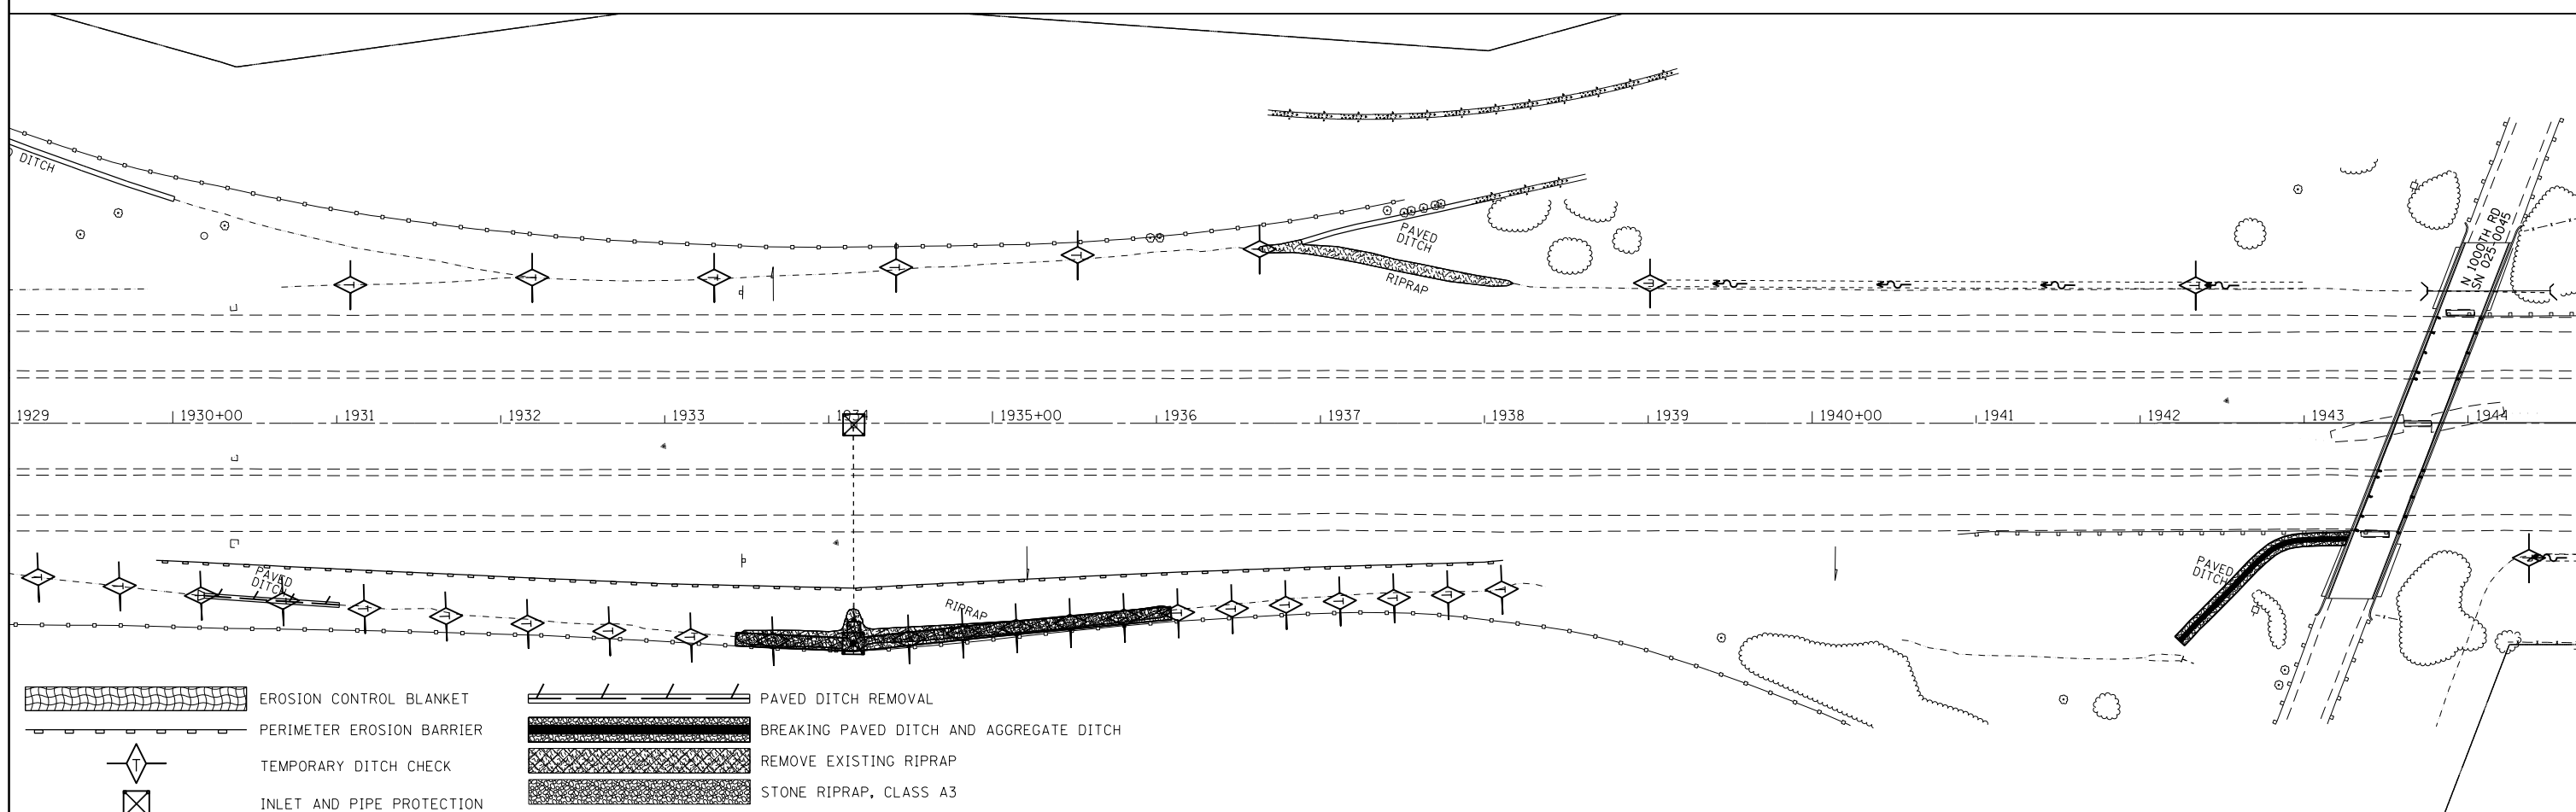 DITCH
PAVED
DITCH
RIPRAP
N 1000TH RD
SN 025-0045
1929
1930+00
1931
1932
1933
1934
1935+00
1936
1937
1938
1939
1940+00
1941
1942
1943
1944
PAVED
DITCH
RIPRAP
PAVED
DITCH
EROSION CONTROL BLANKET
PERIMETER EROSION BARRIER
T
TEMPORARY DITCH CHECK
INLET AND PIPE PROTECTION
PAVED DITCH REMOVAL
BREAKING PAVED DITCH AND AGGREGATE DITCH
REMOVE EXISTING RIPRAP
STONE RIPRAP, CLASS A3